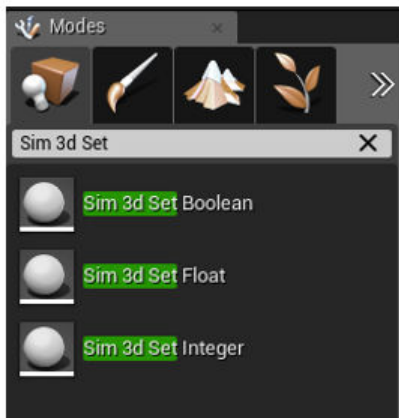 Modes
Sim 3d Set
Sim 3d Set Boolean
Sim 3d Set Float
Sim 3d Set Integer